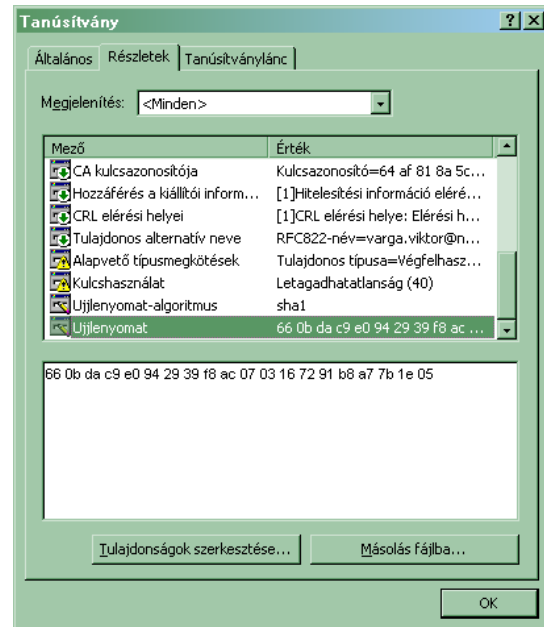 Tanúsítvány
Általános Részletek Tanúsítványlánc
Megjelenítés: <Minden>
Mező Érték
CA kulcsazonosítója Kulcsazonosító=64 af 81 8a 5c...
Hozzáférés a kiállítói inform... [1]Hitelesítési információ eléré...
CRL elérési helyei [1]CRL elérési helye: Elérési h...
Tulajdonos alternatív neve RFC822-név=varga.viktor@n...
Alapvető típusmegkötések Tulajdonos típusa=Végfelhasz...
Kulcshasználat Letagadhatatlanság (40)
Ujjlenyomat-algoritmus sha1
Ujjlenyomat 66 0b da c9 e0 94 29 39 f8 ac ...
66 0b da c9 e0 94 29 39 f8 ac 07 03 16 72 91 b8 a7 7b 1e 05
Tulajdonságok szerkesztése... Másolás fájlba...
OK